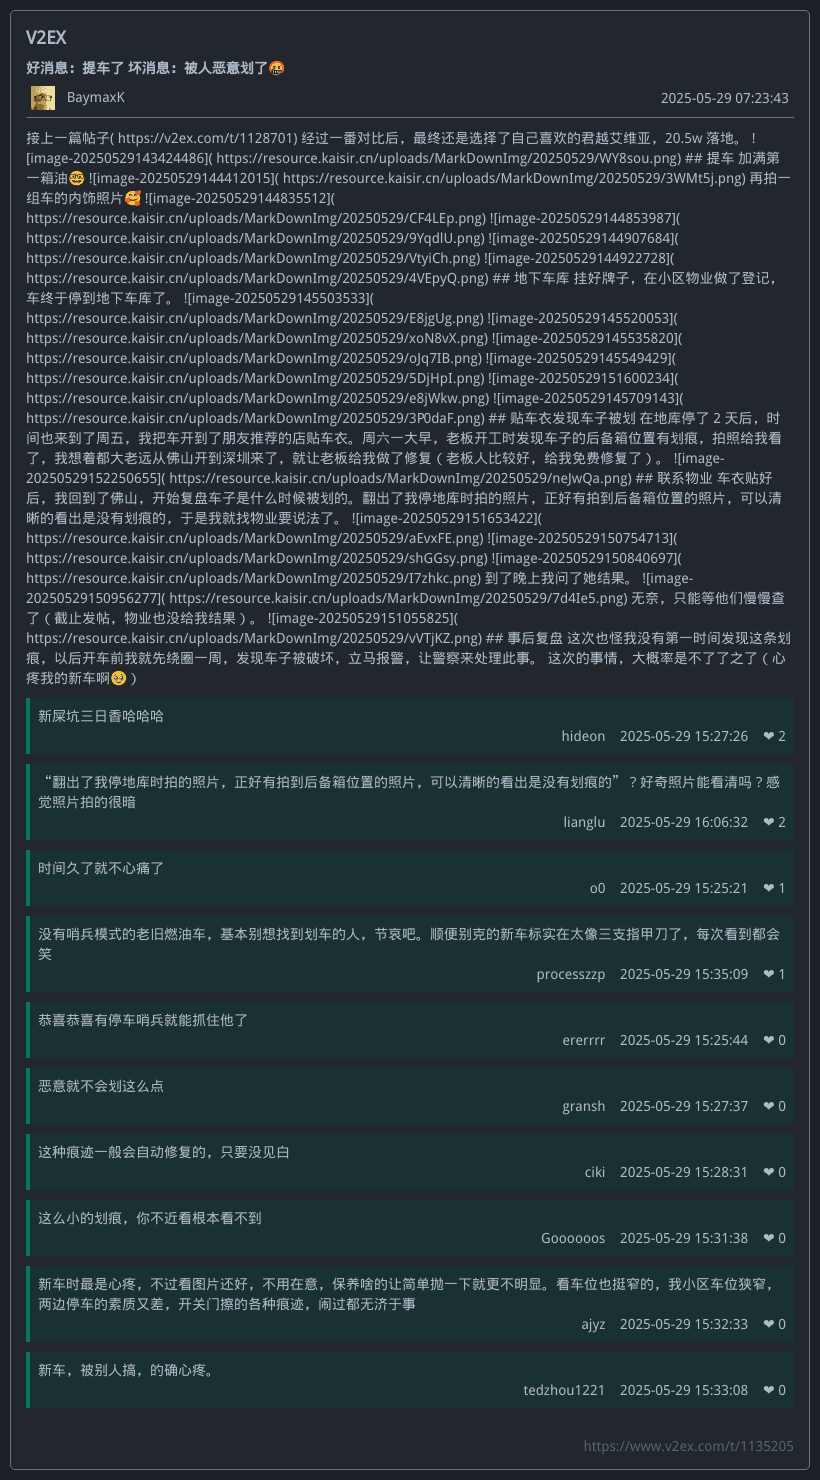 V2EX
好消息：提车了 坏消息：被人恶意划了🤬
BaymaxK 2025-05-29 07:23:43
接上一篇帖子( https://v2ex.com/t/1128701) 经过一番对比后，最终还是选择了自己喜欢的君越艾维亚，20.5w 落地。 !
[image-20250529143424486]( https://resource.kaisir.cn/uploads/MarkDownImg/20250529/WY8sou.png) ## 提车 加满第
一箱油🤓 ![image-20250529144412015]( https://resource.kaisir.cn/uploads/MarkDownImg/20250529/3WMt5j.png) 再拍一
组车的内饰照片🥰 ![image-20250529144835512](
https://resource.kaisir.cn/uploads/MarkDownImg/20250529/CF4LEp.png) ![image-20250529144853987](
https://resource.kaisir.cn/uploads/MarkDownImg/20250529/9YqdlU.png) ![image-20250529144907684](
https://resource.kaisir.cn/uploads/MarkDownImg/20250529/VtyiCh.png) ![image-20250529144922728](
https://resource.kaisir.cn/uploads/MarkDownImg/20250529/4VEpyQ.png) ## 地下车库 挂好牌子，在小区物业做了登记，
车终于停到地下车库了。 ![image-20250529145503533](
https://resource.kaisir.cn/uploads/MarkDownImg/20250529/E8jgUg.png) ![image-20250529145520053](
https://resource.kaisir.cn/uploads/MarkDownImg/20250529/xoN8vX.png) ![image-20250529145535820](
https://resource.kaisir.cn/uploads/MarkDownImg/20250529/oJq7IB.png) ![image-20250529145549429](
https://resource.kaisir.cn/uploads/MarkDownImg/20250529/5DjHpI.png) ![image-20250529151600234](
https://resource.kaisir.cn/uploads/MarkDownImg/20250529/e8jWkw.png) ![image-20250529145709143](
https://resource.kaisir.cn/uploads/MarkDownImg/20250529/3P0daF.png) ## 贴车衣发现车子被划 在地库停了 2 天后，时
间也来到了周五，我把车开到了朋友推荐的店贴车衣。周六一大早，老板开工时发现车子的后备箱位置有划痕，拍照给我看
了，我想着都大老远从佛山开到深圳来了，就让老板给我做了修复（老板人比较好，给我免费修复了）。 ![image-
20250529152250655]( https://resource.kaisir.cn/uploads/MarkDownImg/20250529/neJwQa.png) ## 联系物业 车衣贴好
后，我回到了佛山，开始复盘车子是什么时候被划的。翻出了我停地库时拍的照片，正好有拍到后备箱位置的照片，可以清
晰的看出是没有划痕的，于是我就找物业要说法了。 ![image-20250529151653422](
https://resource.kaisir.cn/uploads/MarkDownImg/20250529/aEvxFE.png) ![image-20250529150754713](
https://resource.kaisir.cn/uploads/MarkDownImg/20250529/shGGsy.png) ![image-20250529150840697](
https://resource.kaisir.cn/uploads/MarkDownImg/20250529/I7zhkc.png) 到了晚上我问了她结果。 ![image-
20250529150956277]( https://resource.kaisir.cn/uploads/MarkDownImg/20250529/7d4Ie5.png) 无奈，只能等他们慢慢查
了（截止发帖，物业也没给我结果）。 ![image-20250529151055825](
https://resource.kaisir.cn/uploads/MarkDownImg/20250529/vVTjKZ.png) ## 事后复盘 这次也怪我没有第一时间发现这条划
痕，以后开车前我就先绕圈一周，发现车子被破坏，立马报警，让警察来处理此事。 这次的事情，大概率是不了了之了（心
疼我的新车啊🥹）
新屎坑三日香哈哈哈
hideon 2025-05-29 15:27:26 ❤ 2
“翻出了我停地库时拍的照片，正好有拍到后备箱位置的照片，可以清晰的看出是没有划痕的”？好奇照片能看清吗？感
觉照片拍的很暗
lianglu 2025-05-29 16:06:32 ❤ 2
时间久了就不心痛了
o0 2025-05-29 15:25:21 ❤ 1
没有哨兵模式的老旧燃油车，基本别想找到划车的人，节哀吧。顺便别克的新车标实在太像三支指甲刀了，每次看到都会
笑
processzzp 2025-05-29 15:35:09 ❤ 1
恭喜恭喜有停车哨兵就能抓住他了
ererrrr 2025-05-29 15:25:44 ❤ 0
恶意就不会划这么点
gransh 2025-05-29 15:27:37 ❤ 0
这种痕迹一般会自动修复的，只要没见白
ciki 2025-05-29 15:28:31 ❤ 0
这么小的划痕，你不近看根本看不到
Goooooos 2025-05-29 15:31:38 ❤ 0
新车时最是心疼，不过看图片还好，不用在意，保养啥的让简单抛一下就更不明显。看车位也挺窄的，我小区车位狭窄，
两边停车的素质又差，开关门擦的各种痕迹，闹过都无济于事
ajyz 2025-05-29 15:32:33 ❤ 0
新车，被别人搞，的确心疼。
tedzhou1221 2025-05-29 15:33:08 ❤ 0
https://www.v2ex.com/t/1135205